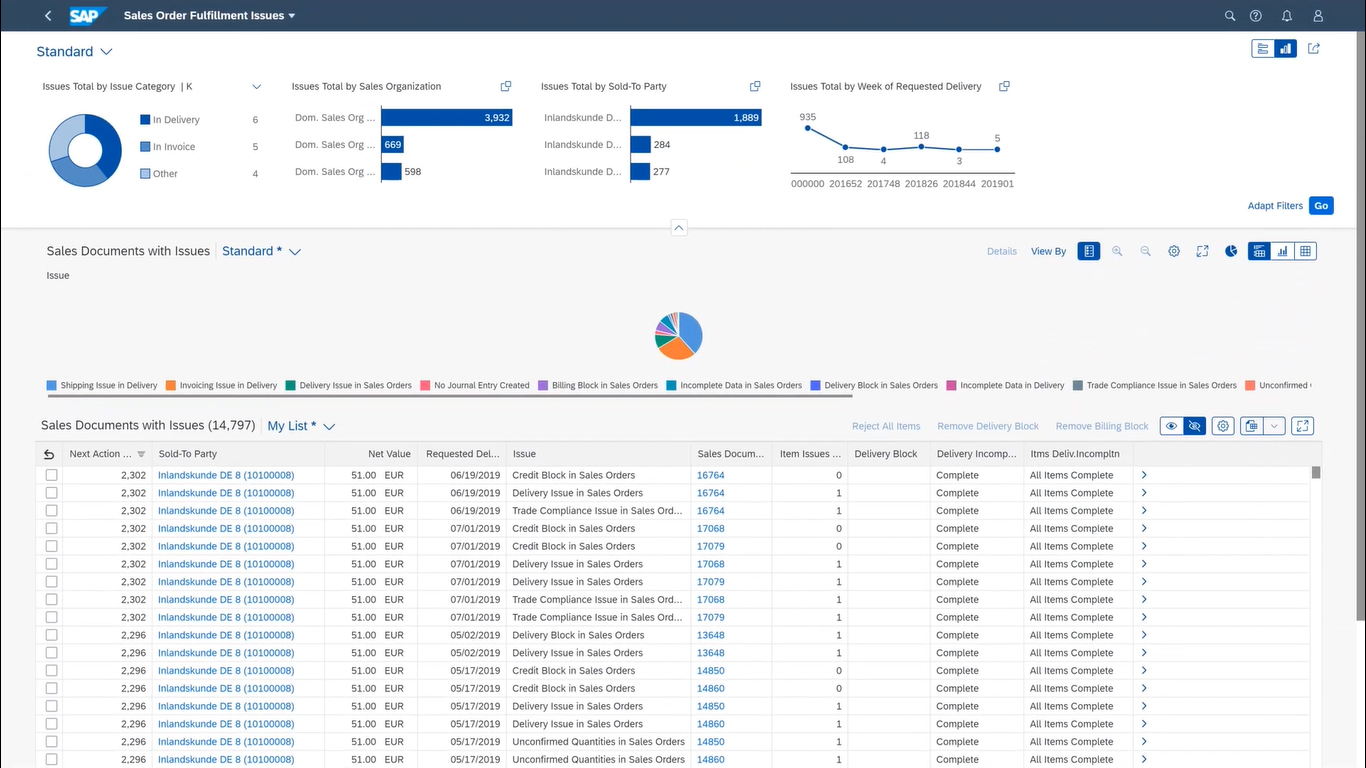 SAP Sales Order Fulfillment Issues
Standard
Issues Total by Issue Category | K
In Delivery 6
In Invoice 5
Other 4
Issues Total by Sales Organization
Dom. Sales Org ... 3,932
Dom. Sales Org ... 669
Dom. Sales Org ... 598
Issues Total by Sold-To Party
Inlandskunde D... 1,889
Inlandskunde D... 284
Inlandskunde D... 277
Issues Total by Week of Requested Delivery
935 108 4 118 3 5
000000 201652 201748 201826 201844 201901
Adapt Filters Go
Sales Documents with Issues Standard * Details View By
Issue
Shipping Issue in Delivery Invoicing Issue in Delivery Delivery Issue in Sales Orders No Journal Entry Created Billing Block in Sales Orders Incomplete Data in Sales Orders Delivery Block in Sales Orders Incomplete Data in Delivery Trade Compliance Issue in Sales Orders Unconfirmed
Sales Documents with Issues (14,797) My List * Reject All Items Remove Delivery Block Remove Billing Block
Next Action ... Sold-To Party Net Value Requested Del... Issue Sales Docum... Item Issues ... Delivery Block Delivery Incomp... Itms Deliv.Incompltn
2,302 Inlandskunde DE 8 (10100008) 51.00 EUR 06/19/2019 Credit Block in Sales Orders 16764 0 Complete All Items Complete
2,302 Inlandskunde DE 8 (10100008) 51.00 EUR 06/19/2019 Delivery Issue in Sales Orders 16764 1 Complete All Items Complete
2,302 Inlandskunde DE 8 (10100008) 51.00 EUR 06/19/2019 Trade Compliance Issue in Sales Ord... 16764 1 Complete All Items Complete
2,302 Inlandskunde DE 8 (10100008) 51.00 EUR 07/01/2019 Credit Block in Sales Orders 17068 0 Complete All Items Complete
2,302 Inlandskunde DE 8 (10100008) 51.00 EUR 07/01/2019 Credit Block in Sales Orders 17079 0 Complete All Items Complete
2,302 Inlandskunde DE 8 (10100008) 51.00 EUR 07/01/2019 Delivery Issue in Sales Orders 17068 1 Complete All Items Complete
2,302 Inlandskunde DE 8 (10100008) 51.00 EUR 07/01/2019 Delivery Issue in Sales Orders 17079 1 Complete All Items Complete
2,302 Inlandskunde DE 8 (10100008) 51.00 EUR 07/01/2019 Trade Compliance Issue in Sales Ord... 17068 1 Complete All Items Complete
2,302 Inlandskunde DE 8 (10100008) 51.00 EUR 07/01/2019 Trade Compliance Issue in Sales Ord... 17079 1 Complete All Items Complete
2,296 Inlandskunde DE 8 (10100008) 51.00 EUR 05/02/2019 Delivery Block in Sales Orders 13648 1 Complete All Items Complete
2,296 Inlandskunde DE 8 (10100008) 51.00 EUR 05/02/2019 Delivery Issue in Sales Orders 13648 1 Complete All Items Complete
2,296 Inlandskunde DE 8 (10100008) 51.00 EUR 05/17/2019 Credit Block in Sales Orders 14850 0 Complete All Items Complete
2,296 Inlandskunde DE 8 (10100008) 51.00 EUR 05/17/2019 Credit Block in Sales Orders 14860 0 Complete All Items Complete
2,296 Inlandskunde DE 8 (10100008) 51.00 EUR 05/17/2019 Delivery Issue in Sales Orders 14850 1 Complete All Items Complete
2,296 Inlandskunde DE 8 (10100008) 51.00 EUR 05/17/2019 Delivery Issue in Sales Orders 14860 1 Complete All Items Complete
2,296 Inlandskunde DE 8 (10100008) 51.00 EUR 05/17/2019 Unconfirmed Quantities in Sales Orders 14850 1 Complete All Items Complete
2,296 Inlandskunde DE 8 (10100008) 51.00 EUR 05/17/2019 Unconfirmed Quantities in Sales Orders 14860 1 Complete All Items Complete